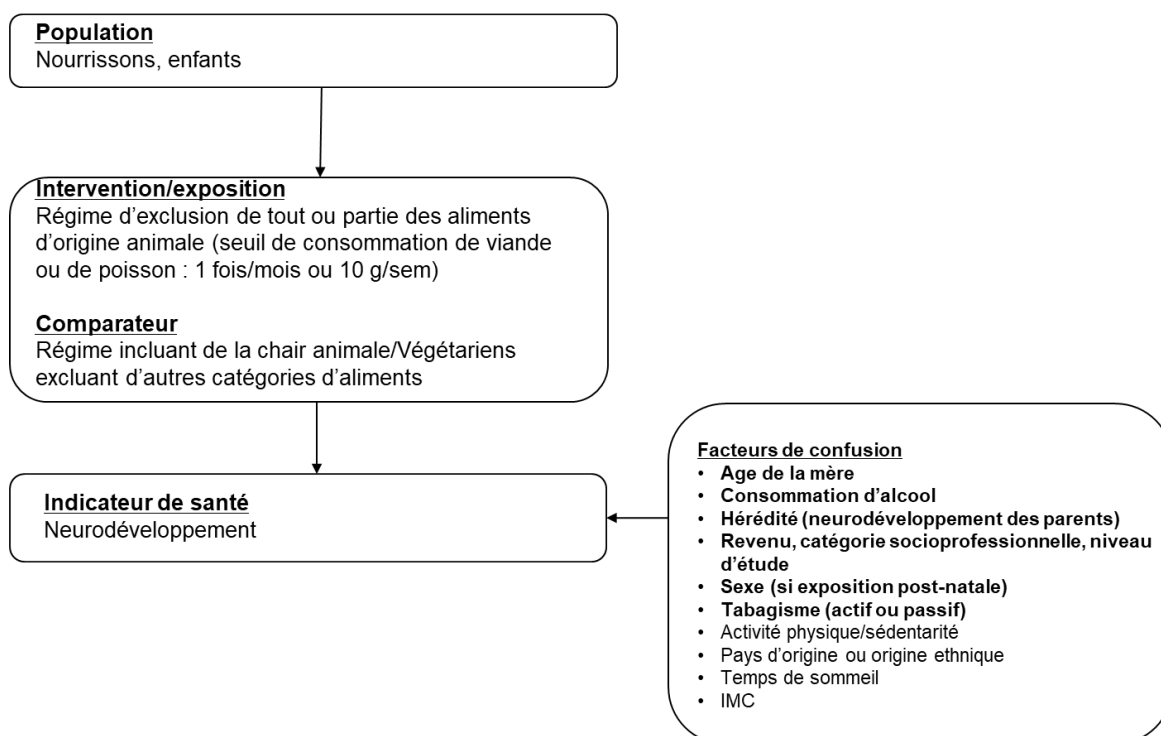 Population
Nourrissons, enfants
Intervention/exposition
Régime d’exclusion de tout ou partie des aliments
d’origine animale (seuil de consommation de viande
ou de poisson : 1 fois/mois ou 10 g/sem)
Comparateur
Régime incluant de la chair animale/Végétariens
excluant d’autres catégories d’aliments
Indicateur de santé
Neurodéveloppement
Facteurs de confusion
• Age de la mère
• Consommation d’alcool
• Hérédité (neurodéveloppement des parents)
• Revenu, catégorie socioprofessionnelle, niveau
d’étude
• Sexe (si exposition post-natale)
• Tabagisme (actif ou passif)
• Activité physique/sédentarité
• Pays d’origine ou origine ethnique
• Temps de sommeil
• IMC